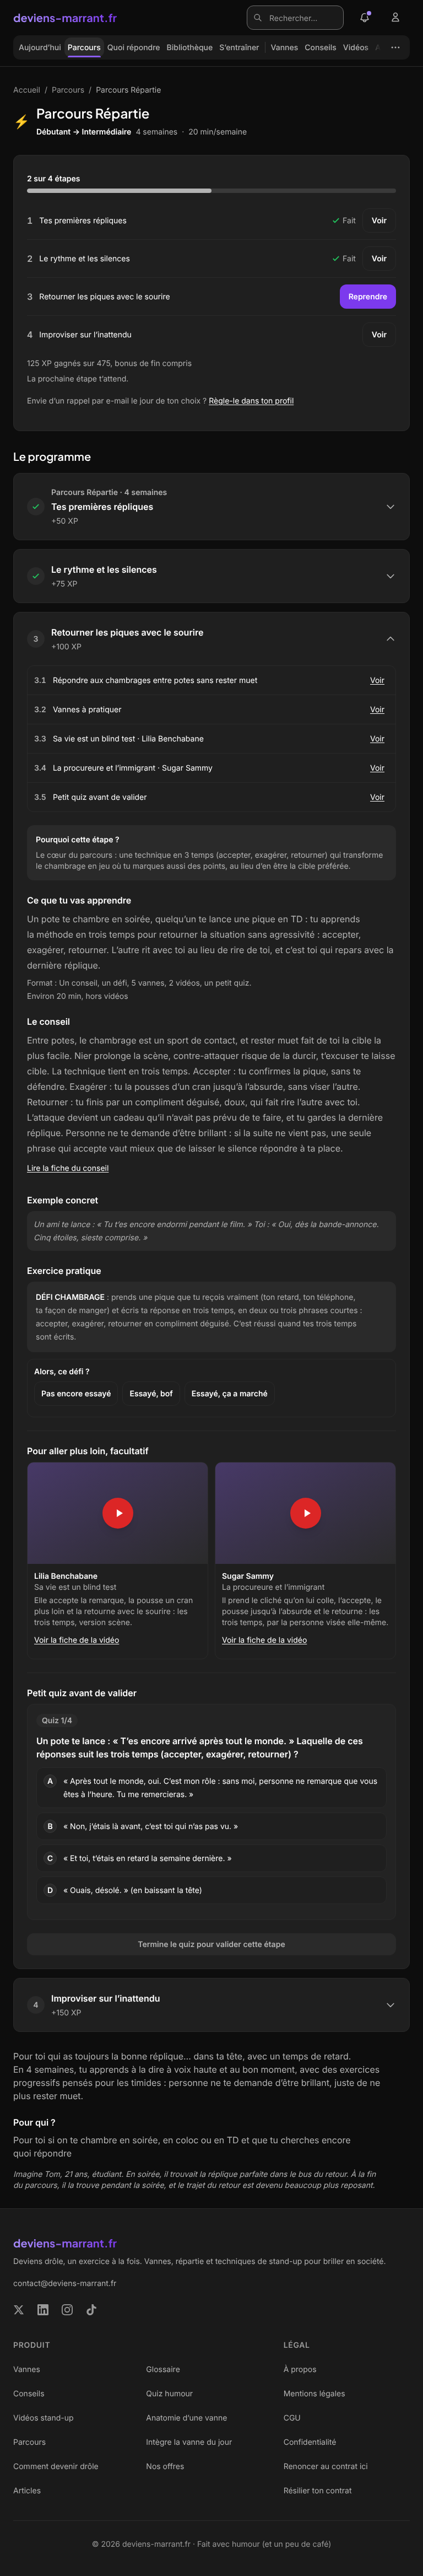 deviens-marrant.fr
Rechercher...
Aujourd'hui Parcours Quoi répondre Bibliothèque S'entraîner Vannes Conseils Vidéos
Accueil / Parcours / Parcours Répartie
⚡ Parcours Répartie
Débutant → Intermédiaire 4 semaines · 20 min/semaine
2 sur 4 étapes
1 Tes premières répliques Fait Voir
2 Le rythme et les silences Fait Voir
3 Retourner les piques avec le sourire Reprendre
4 Improviser sur l'inattendu Voir
125 XP gagnés sur 475, bonus de fin compris
La prochaine étape t'attend.
Envie d'un rappel par e-mail le jour de ton choix ? Règle-le dans ton profil
Le programme
Parcours Répartie · 4 semaines
Tes premières répliques
+50 XP
Le rythme et les silences
+75 XP
3 Retourner les piques avec le sourire
+100 XP
3.1 Répondre aux chambrages entre potes sans rester muet Voir
3.2 Vannes à pratiquer Voir
3.3 Sa vie est un blind test · Lilia Benchabane Voir
3.4 La procureure et l'immigrant · Sugar Sammy Voir
3.5 Petit quiz avant de valider Voir
Pourquoi cette étape ?
Le cœur du parcours : une technique en 3 temps (accepter, exagérer, retourner) qui transforme
le chambrage en jeu où tu marques aussi des points, au lieu d'en être la cible préférée.
Ce que tu vas apprendre
Un pote te chambre en soirée, quelqu'un te lance une pique en TD : tu apprends
la méthode en trois temps pour retourner la situation sans agressivité : accepter,
exagérer, retourner. L'autre rit avec toi au lieu de rire de toi, et c'est toi qui repars avec la
dernière réplique.
Format : Un conseil, un défi, 5 vannes, 2 vidéos, un petit quiz.
Environ 20 min, hors vidéos
Le conseil
Entre potes, le chambrage est un sport de contact, et rester muet fait de toi la cible la
plus facile. Nier prolonge la scène, contre-attaquer risque de la durcir, t'excuser te laisse
cible. La technique tient en trois temps. Accepter : tu confirmes la pique, sans te
défendre. Exagérer : tu la pousses d'un cran jusqu'à l'absurde, sans viser l'autre.
Retourner : tu finis par un compliment déguisé, donc, qui fait rire l'autre avec toi.
L'attaque devient un cadeau qu'il n'avait pas prévu de te faire, et tu gardes la dernière
réplique. Personne ne te demande d'être brillant : si la suite ne vient pas, une seule
phrase qui accepte vaut mieux que de laisser le silence répondre à ta place.
Lire la fiche du conseil
Exemple concret
Un ami te lance : « Tu t'es encore endormi pendant le film. » Toi : « Oui, dès la bande-annonce.
Cinq étoiles, sieste comprise. »
Exercice pratique
DÉFI CHAMBRAGE : prends une pique que tu reçois vraiment (ton retard, ton téléphone,
ta façon de manger) et écris ta réponse en trois temps, en deux ou trois phrases courtes :
accepter, exagérer, retourner en compliment déguisé. C'est réussi quand tes trois temps
sont écrits.
Alors, ce défi ?
Pas encore essayé Essayé, bof Essayé, ça a marché
Pour aller plus loin, facultatif
Lilia Benchabane
Sa vie est un blind test
Elle accepte la remarque, la pousse un cran
plus loin et la retourne avec le sourire : les
trois temps, version scène.
Voir la fiche de la vidéo
Sugar Sammy
La procureure et l'immigrant
Il prend le cliché qu'on lui colle, l'accepte, le
pousse jusqu'à l'absurde et le retourne : les
trois temps, par la personne visée elle-même.
Voir la fiche de la vidéo
Petit quiz avant de valider
Quiz 1/4
Un pote te lance : « T'es encore arrivé après tout le monde. » Laquelle de ces
réponses suit les trois temps (accepter, exagérer, retourner) ?
A « Après tout le monde, oui. C'est mon rôle : sans moi, personne ne remarque que vous
êtes à l'heure. Tu me remercieras. »
B « Non, j'étais là avant, c'est toi qui n'as pas vu. »
C « Et toi, t'étais en retard la semaine dernière. »
D « Ouais, désolé. » (en baissant la tête)
Termine le quiz pour valider cette étape
4 Improviser sur l'inattendu
+150 XP
Pour toi qui as toujours la bonne réplique... dans ta tête, avec un temps de retard.
En 4 semaines, tu apprends à la dire à voix haute et au bon moment, avec des exercices
progressifs pensés pour les timides : personne ne te demande d'être brillant, juste de ne
plus rester muet.
Pour qui ?
Pour toi si on te chambre en soirée, en coloc ou en TD et que tu cherches encore
quoi répondre
Imagine Tom, 21 ans, étudiant. En soirée, il trouvait la réplique parfaite dans le bus du retour. À la fin
du parcours, il la trouve pendant la soirée, et le trajet du retour est devenu beaucoup plus reposant.
deviens-marrant.fr
Deviens drôle, un exercice à la fois. Vannes, répartie et techniques de stand-up pour briller en société.
contact@deviens-marrant.fr
PRODUIT
Vannes
Conseils
Vidéos stand-up
Parcours
Comment devenir drôle
Articles
Glossaire
Quiz humour
Anatomie d'une vanne
Intègre la vanne du jour
Nos offres
LÉGAL
À propos
Mentions légales
CGU
Confidentialité
Renoncer au contrat ici
Résilier ton contrat
© 2026 deviens-marrant.fr · Fait avec humour (et un peu de café)